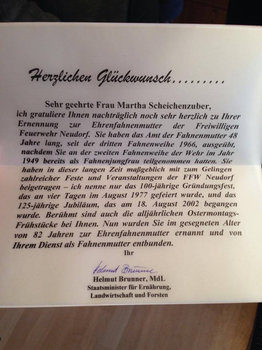 Herzlichen Glückwunsch.........
Sehr geehrte Frau Martha Scheichenzuber,
ich gratuliere Ihnen nachträglich noch sehr herzlich zu Ihrer
Ernennung zur Ehrenfahnenmutter der Freiwilligen
Feuerwehr Neudorf. Sie haben das Amt der Fahnenmutter 48
Jahre lang, seit der dritten Fahnenweihe 1966, ausgeübt,
nachdem Sie an der zweiten Fahnenweihe der Wehr im Jahr
1949 bereits als Fahnenjungfrau teilgenommen hatten. Sie
haben in dieser langen Zeit maßgeblich mit zum Gelingen
zahlreicher Feste und Veranstaltungen der FFW Neudorf
beigetragen – ich nenne nur das 100-jährige Gründungsfest,
das an vier Tagen im August 1977 gefeiert wurde, und das
125-jährige Jubiläum, das am 18. August 2002 begangen
wurde. Berühmt sind auch die alljährlichen Ostermontags-
Frühstücke bei Ihnen. Nun wurden Sie im gesegneten Alter
von 82 Jahren zur Ehrenfahnenmutter ernannt und von
Ihrem Dienst als Fahnenmutter entbunden.
Ihr
Helmut Brunner
Helmut Brunner, MdL
Staatsminister für Ernährung,
Landwirtschaft und Forsten